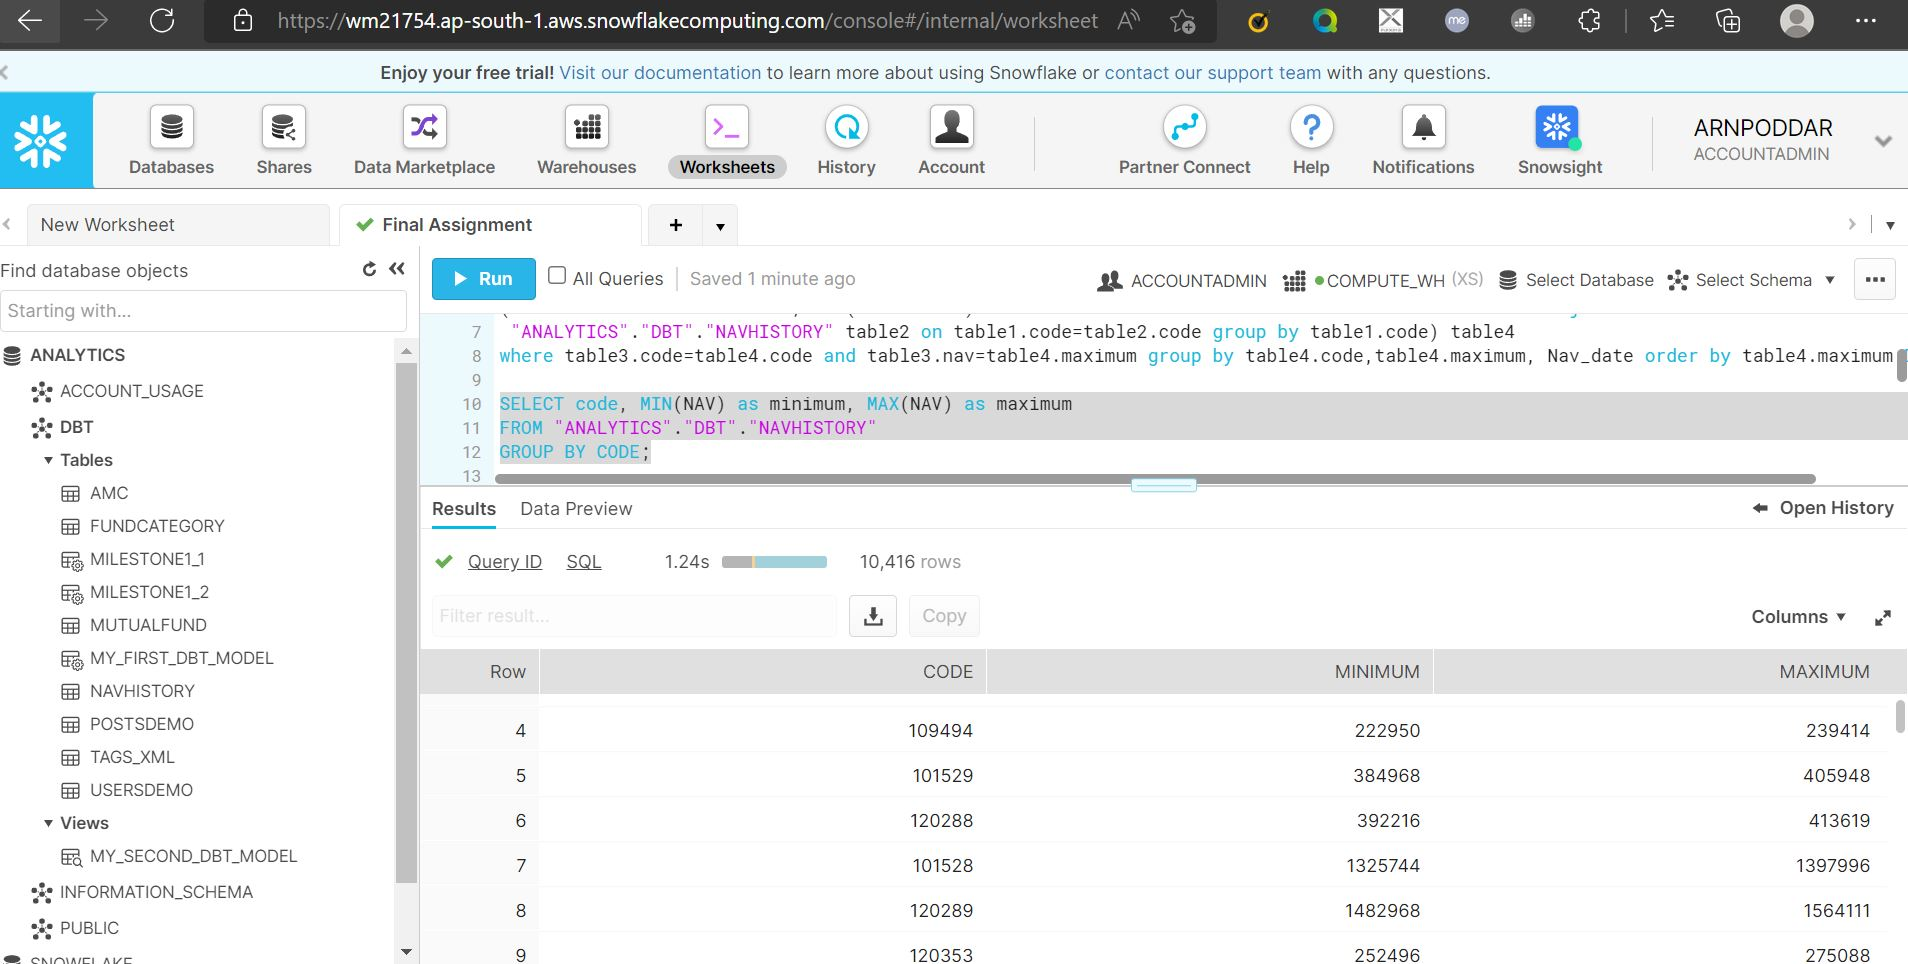 https://wm21754.ap-south-1.aws.snowflakecomputing.com/console#/internal/worksheet
me
Enjoy your free trial! Visit our documentation to learn more about using Snowflake or contact our support team with any questions.
Databases
Shares
Data Marketplace
Warehouses
Worksheets
History
Account
Partner Connect
Help
Notifications
Snowsight
ARNPODDAR
ACCOUNTADMIN
New Worksheet
Final Assignment
Find database objects
Starting with...
ANALYTICS
ACCOUNT_USAGE
DBT
Tables
AMC
FUNDCATEGORY
MILESTONE1_1
MILESTONE1_2
MUTUALFUND
MY_FIRST_DBT_MODEL
NAVHISTORY
POSTSDEMO
TAGS_XML
USERSDEMO
Views
MY_SECOND_DBT_MODEL
INFORMATION_SCHEMA
PUBLIC
SNOWFLAKE
Run All Queries Saved 1 minute ago
ACCOUNTADMIN COMPUTE_WH (XS) Select Database Select Schema
7 "ANALYTICS"."DBT"."NAVHISTORY" table2 on table1.code=table2.code group by table1.code) table4
8 where table3.code=table4.code and table3.nav=table4.maximum group by table4.code,table4.maximum, Nav_date order by table4.maximum
9
10 SELECT code, MIN(NAV) as minimum, MAX(NAV) as maximum
11 FROM "ANALYTICS"."DBT"."NAVHISTORY"
12 GROUP BY CODE;
13
Results Data Preview
Open History
Query ID SQL 1.24s 10,416 rows
Filter result...
Copy
Columns
Row CODE MINIMUM MAXIMUM
4 109494 222950 239414
5 101529 384968 405948
6 120288 392216 413619
7 101528 1325744 1397996
8 120289 1482968 1564111
9 120353 252496 275088